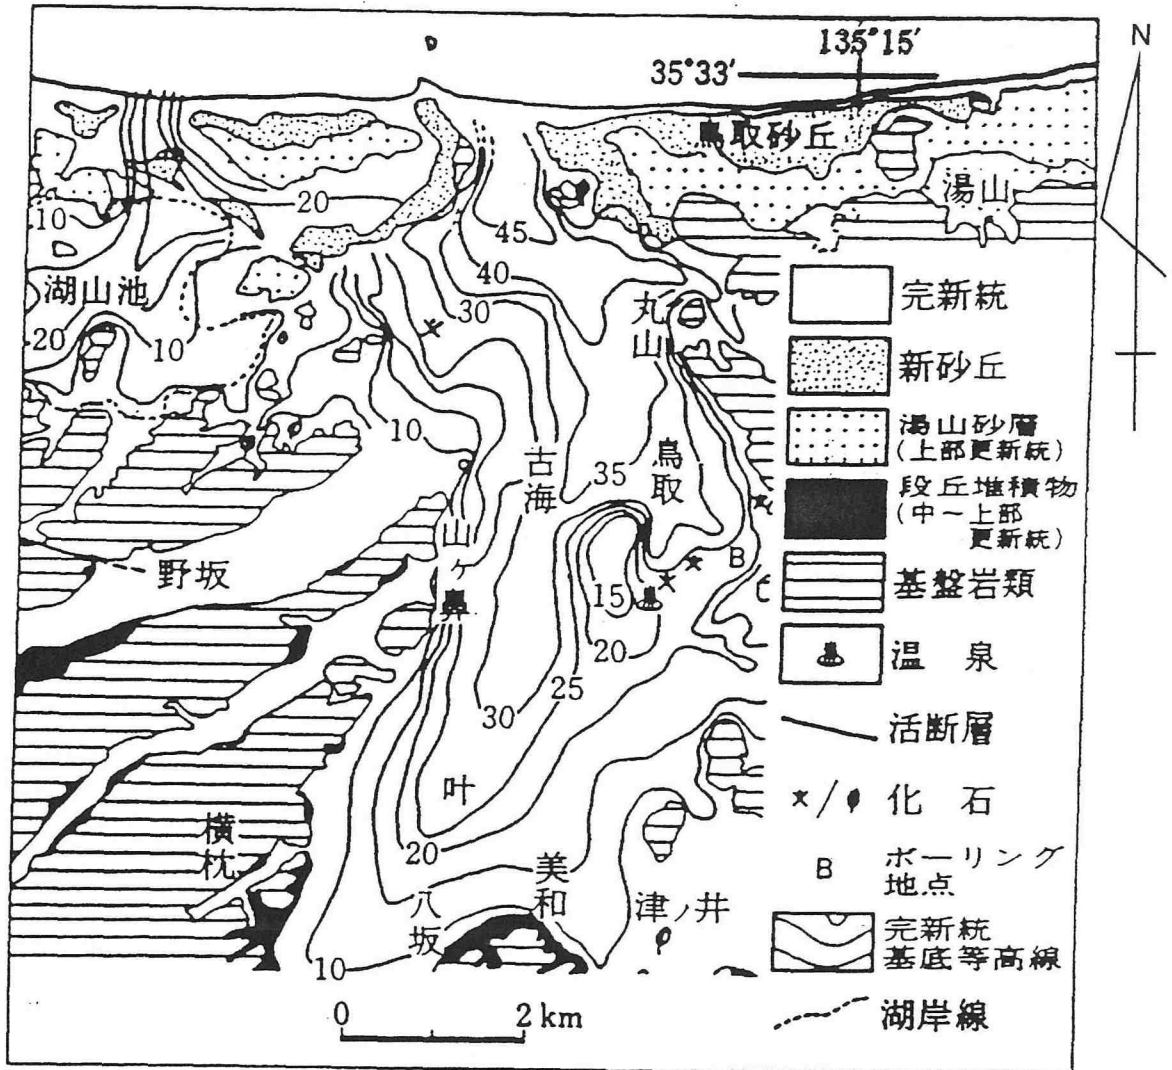 N
135°15′
35°33′
鳥取砂丘
湯山
10
20
45
40
湖山池
30
丸山
20
10
10
古海
35
鳥取
山ヶ鼻
B
野坂
15
20
25
30
叶
横枕
20
八坂
美和
津ノ井
10
0 2 km
完新統
新砂丘
湯山砂層
(上部更新統)
段丘堆積物
(中〜上部
更新統)
基盤岩類
温 泉
活断層
化 石
B ボーリング
地点
完新統
基底等高線
湖岸線